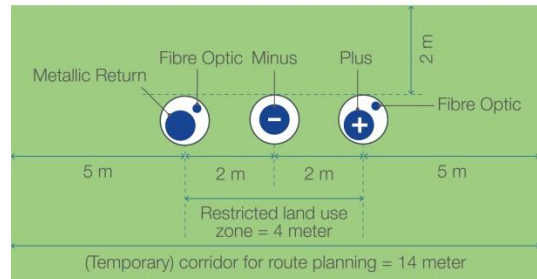 2 m
Fibre Optic
Minus
Plus
Metallic Return
Fibre Optic
−
+
5 m
2 m
2 m
5 m
Restricted land use
zone = 4 meter
(Temporary) corridor for route planning = 14 meter